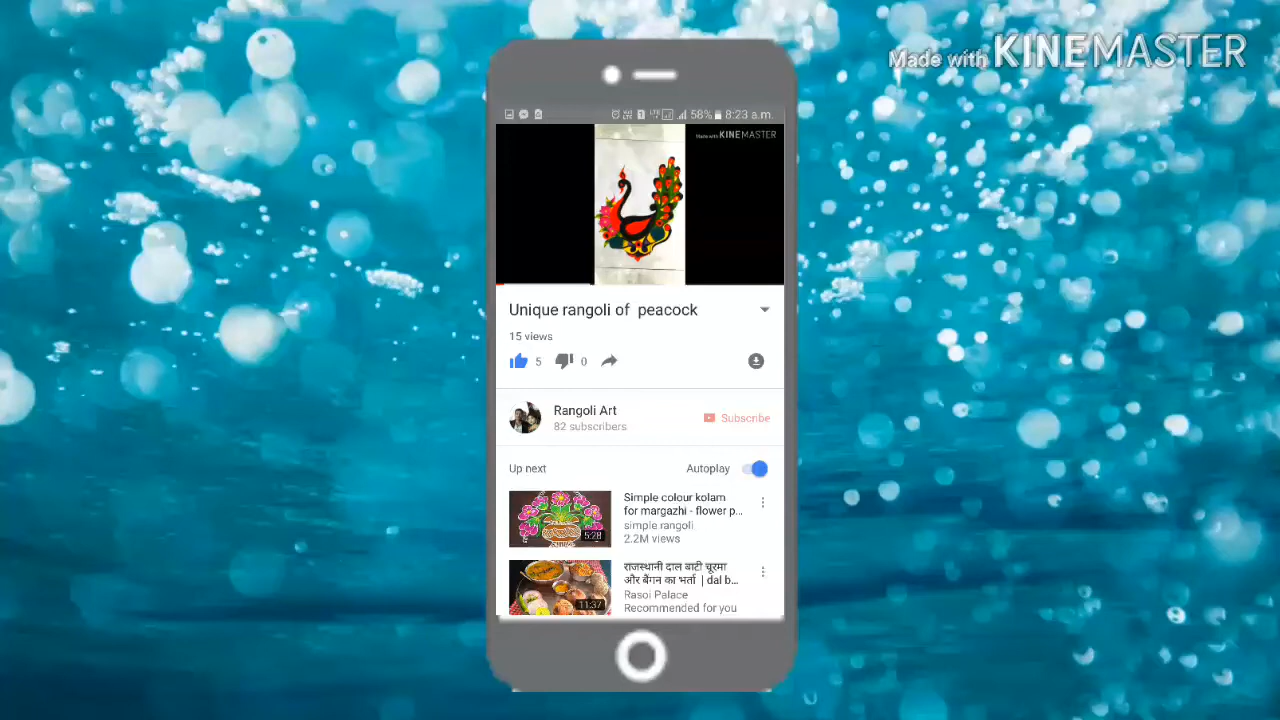 Made with KINEMASTER
58% 8:23 a.m.
Made with KINEMASTER
Unique rangoli of peacock
15 views
5 0
Rangoli Art
82 subscribers
Subscribe
Up next
Autoplay
Simple colour kolam
for margazhi - flower p...
simple rangoli
2.2M views
5:28
राजस्थानी दाल बाटी चूरमा
और बैंगन का भर्ता | dal b...
Rasoi Palace
Recommended for you
11:37